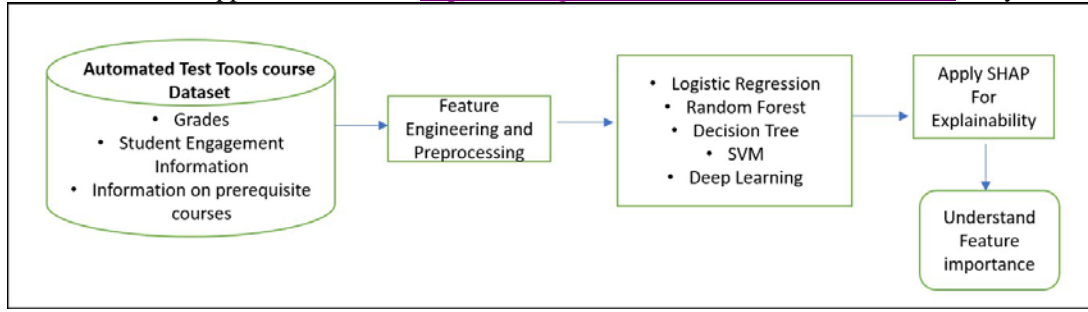 Automated Test Tools course
Dataset
• Grades
• Student Engagement
Information
• Information on prerequisite
courses
Feature
Engineering and
Preprocessing
• Logistic Regression
• Random Forest
• Decision Tree
• SVM
• Deep Learning
Apply SHAP
For
Explainability
Understand
Feature
importance